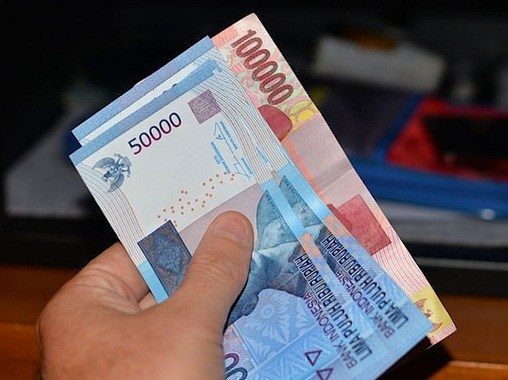 100000
50000
BANK INDONESIA
LIMA PULUH RIBU RUPIAH
BANK INDONESIA
LIMA PULUH RIBU RUPIAH